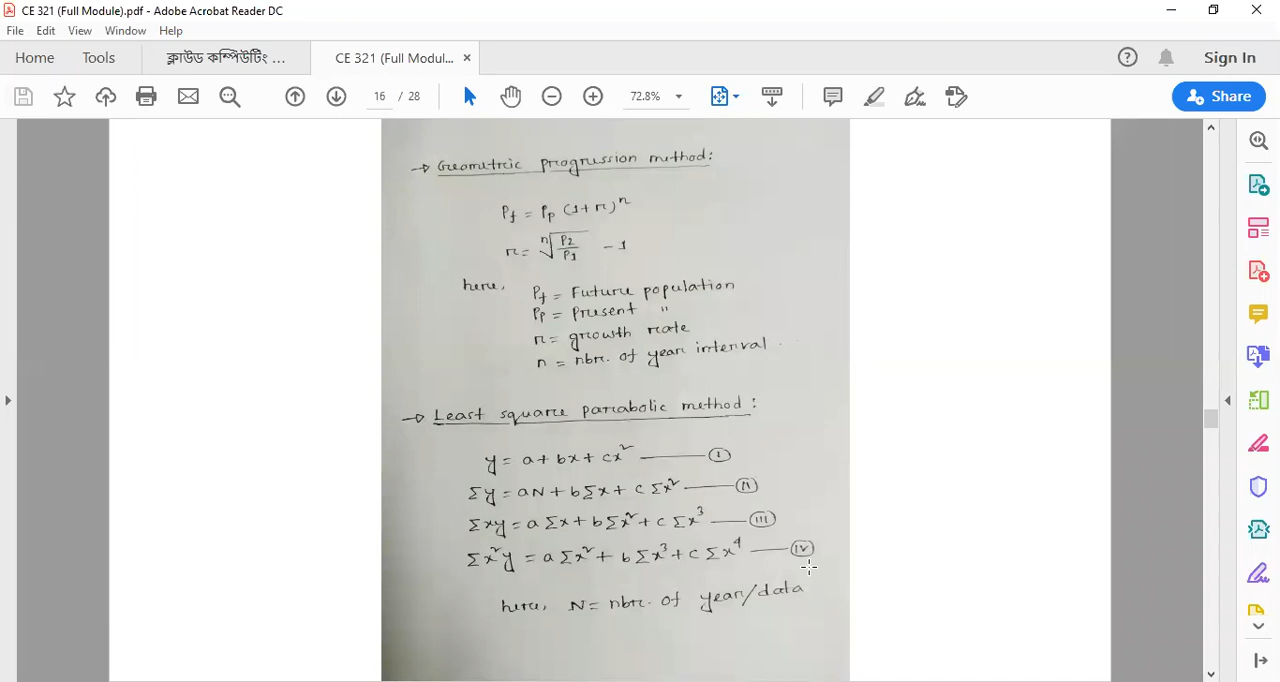 CE 321 (Full Module).pdf - Adobe Acrobat Reader DC
File Edit View Window Help
Home Tools ক্লাউড কম্পিউটিং ... CE 321 (Full Modul... × Sign In
16 / 28 72.8% Share
→ Geometric progression method:
Pf = Pp (1+r)ⁿ
r = ⁿ√(P2/P1) - 1
here,
Pf = Future population
Pp = Present "
r = growth rate
n = nbr. of year interval
→ Least square parabolic method:
y = a + bx + cx² —— (I)
Σy = aN + bΣx + cΣx² —— (II)
Σxy = aΣx + bΣx² + cΣx³ —— (III)
Σx²y = aΣx² + bΣx³ + cΣx⁴ —— (IV)
here, N = nbr. of year/data